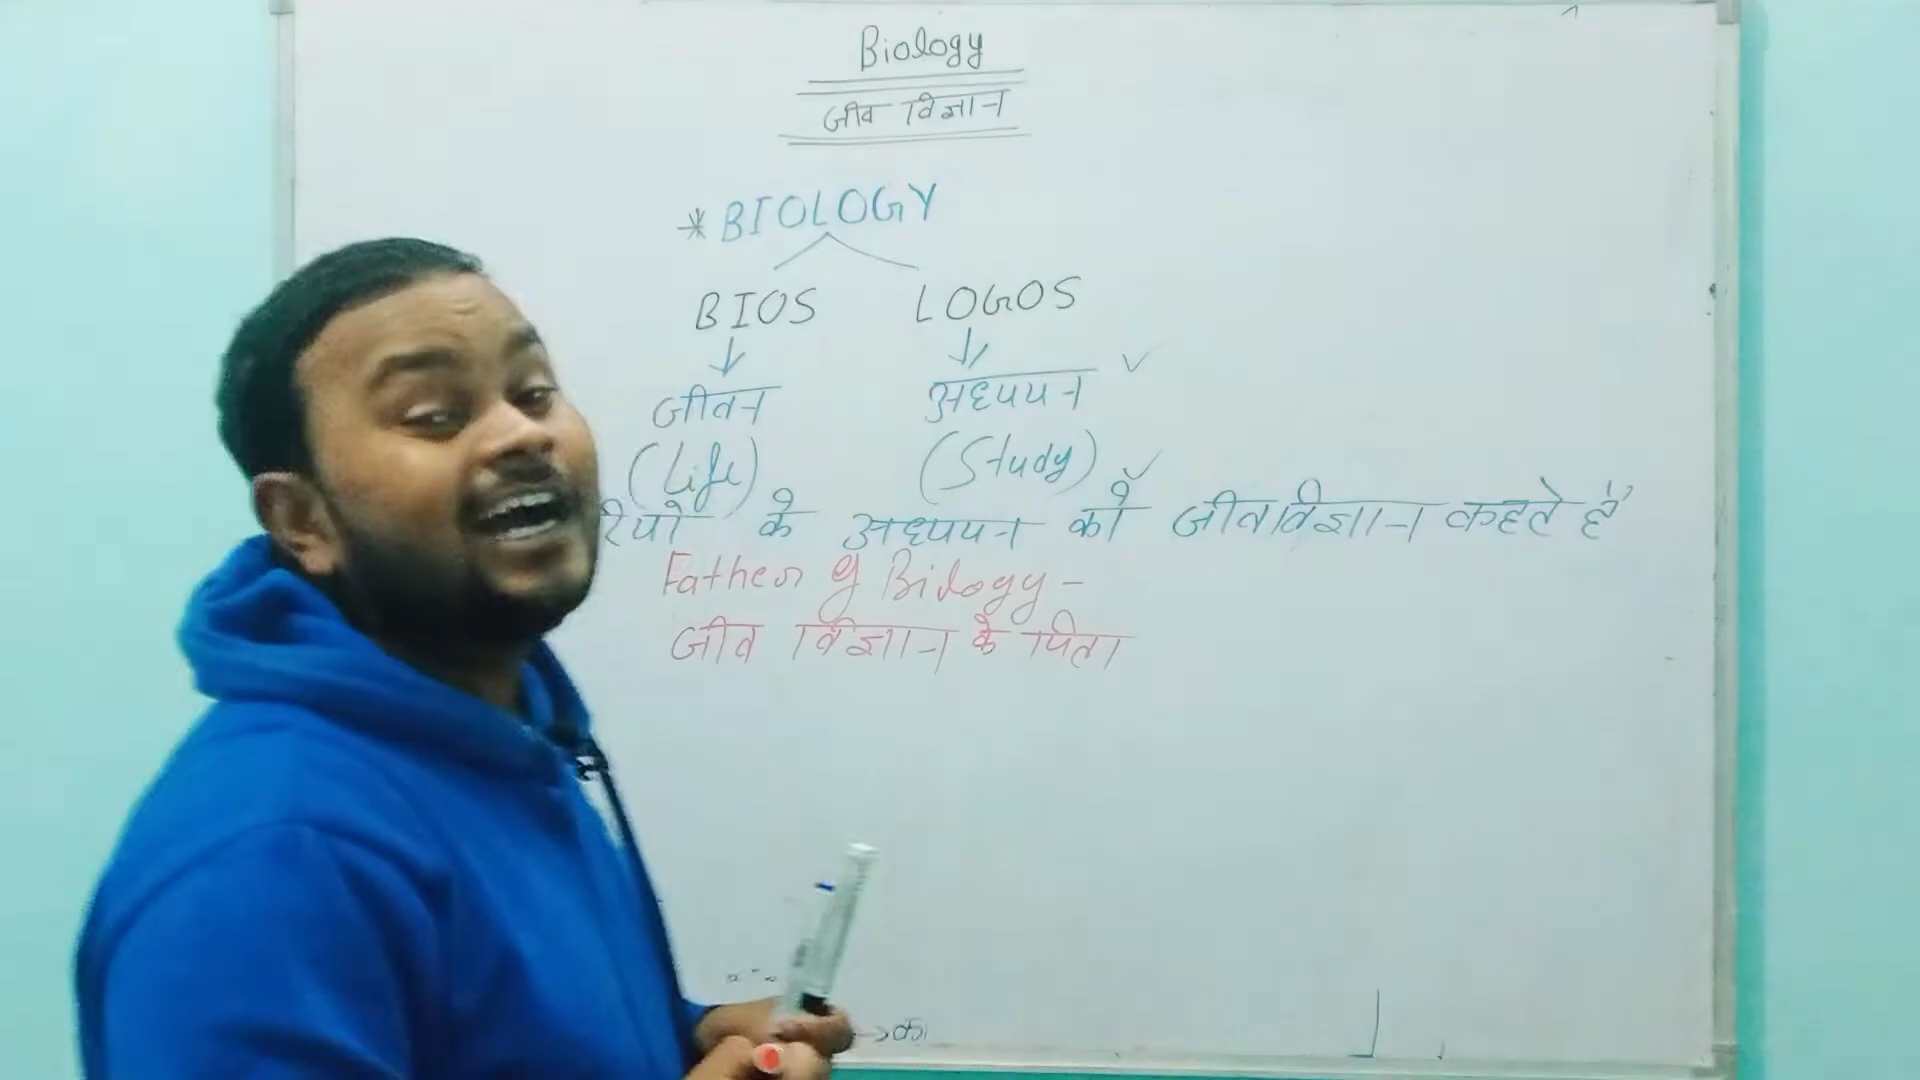 Biology
जीव विज्ञान
* BIOLOGY
BIOS LOGOS
जीवन अध्ययन
(Life) (Study)
के अध्ययन को जीवविज्ञान कहते हैं
Father of Biology -
जीव विज्ञान के पिता